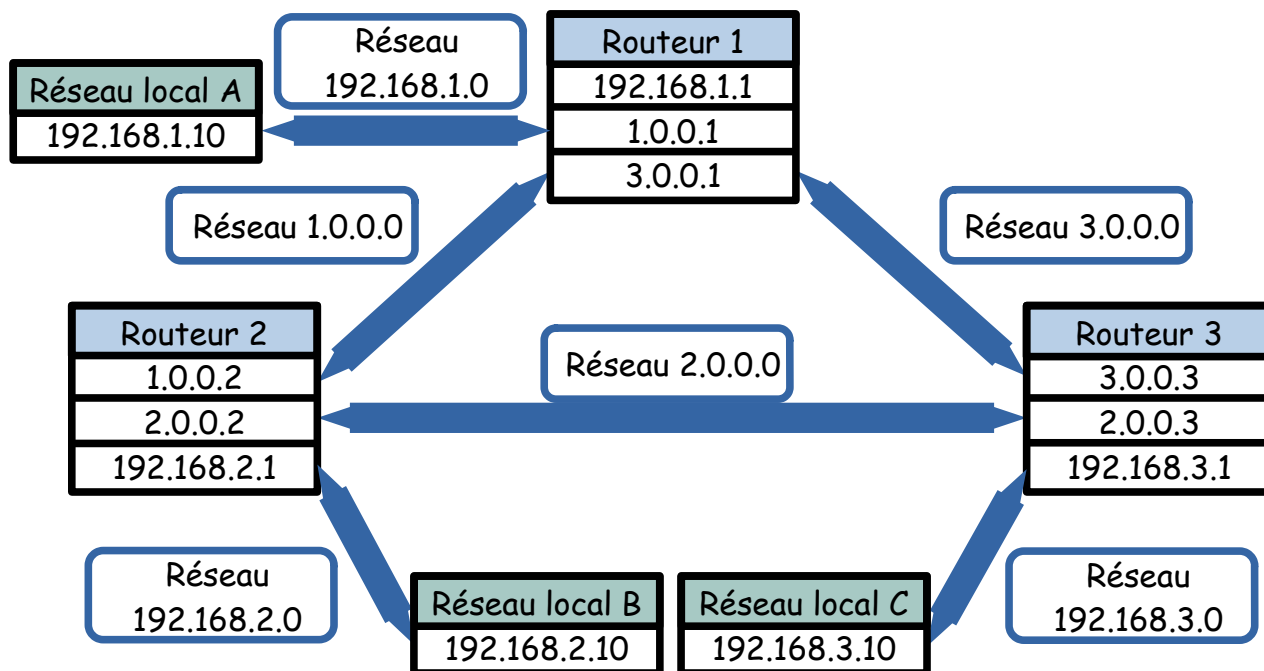 Réseau
192.168.1.0
Routeur 1
192.168.1.1
1.0.0.1
3.0.0.1
Réseau local A
192.168.1.10
Réseau 1.0.0.0
Réseau 3.0.0.0
Routeur 2
1.0.0.2
2.0.0.2
192.168.2.1
Réseau 2.0.0.0
Routeur 3
3.0.0.3
2.0.0.3
192.168.3.1
Réseau
192.168.2.0
Réseau local B
192.168.2.10
Réseau local C
192.168.3.10
Réseau
192.168.3.0